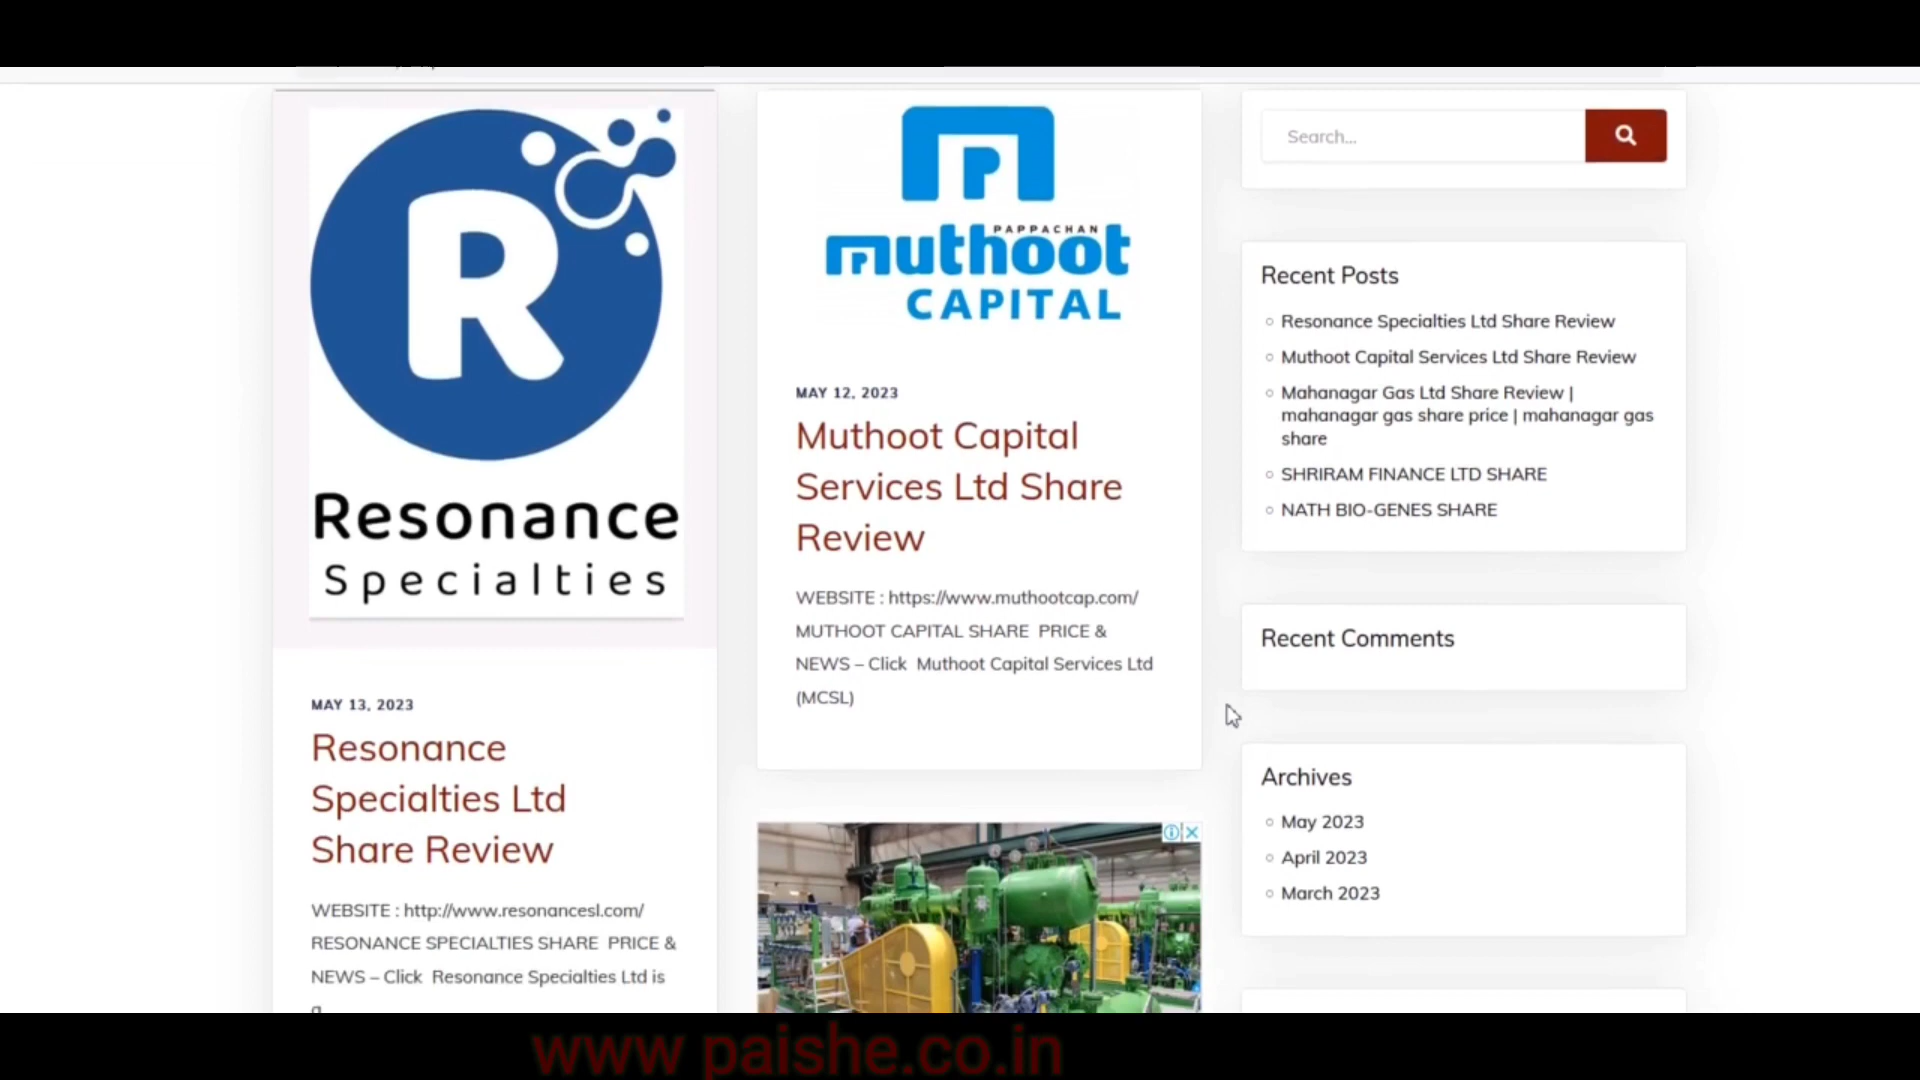 R
Resonance
Specialties
MAY 13, 2023
Resonance
Specialties Ltd
Share Review
WEBSITE : http://www.resonancesl.com/
RESONANCE SPECIALTIES SHARE PRICE &
NEWS – Click Resonance Specialties Ltd is
PAPPACHAN
muthoot
CAPITAL
MAY 12, 2023
Muthoot Capital
Services Ltd Share
Review
WEBSITE : https://www.muthootcap.com/
MUTHOOT CAPITAL SHARE PRICE &
NEWS – Click Muthoot Capital Services Ltd
(MCSL)
Search...
Recent Posts
Resonance Specialties Ltd Share Review
Muthoot Capital Services Ltd Share Review
Mahanagar Gas Ltd Share Review |
mahanagar gas share price | mahanagar gas
share
SHRIRAM FINANCE LTD SHARE
NATH BIO-GENES SHARE
Recent Comments
Archives
May 2023
April 2023
March 2023
www paishe.co.in